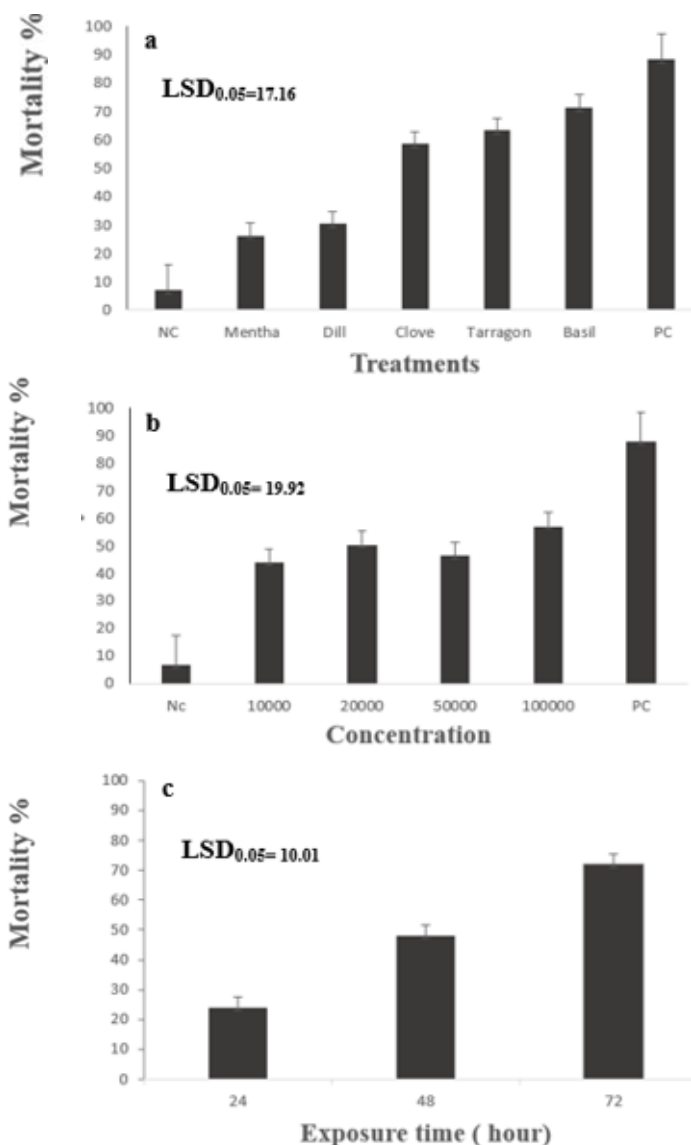 a
LSD0.05=17.16
Mortality %
100
90
80
70
60
50
40
30
20
10
0
NC Mentha Dill Clove Tarragon Basil PC
Treatments
b
LSD0.05= 19.92
Mortality %
100
90
80
70
60
50
40
30
20
10
0
Nc 10000 20000 50000 100000 PC
Concentration
c
LSD0.05= 10.01
Mortality %
100
90
80
70
60
50
40
30
20
10
0
24 48 72
Exposure time ( hour)